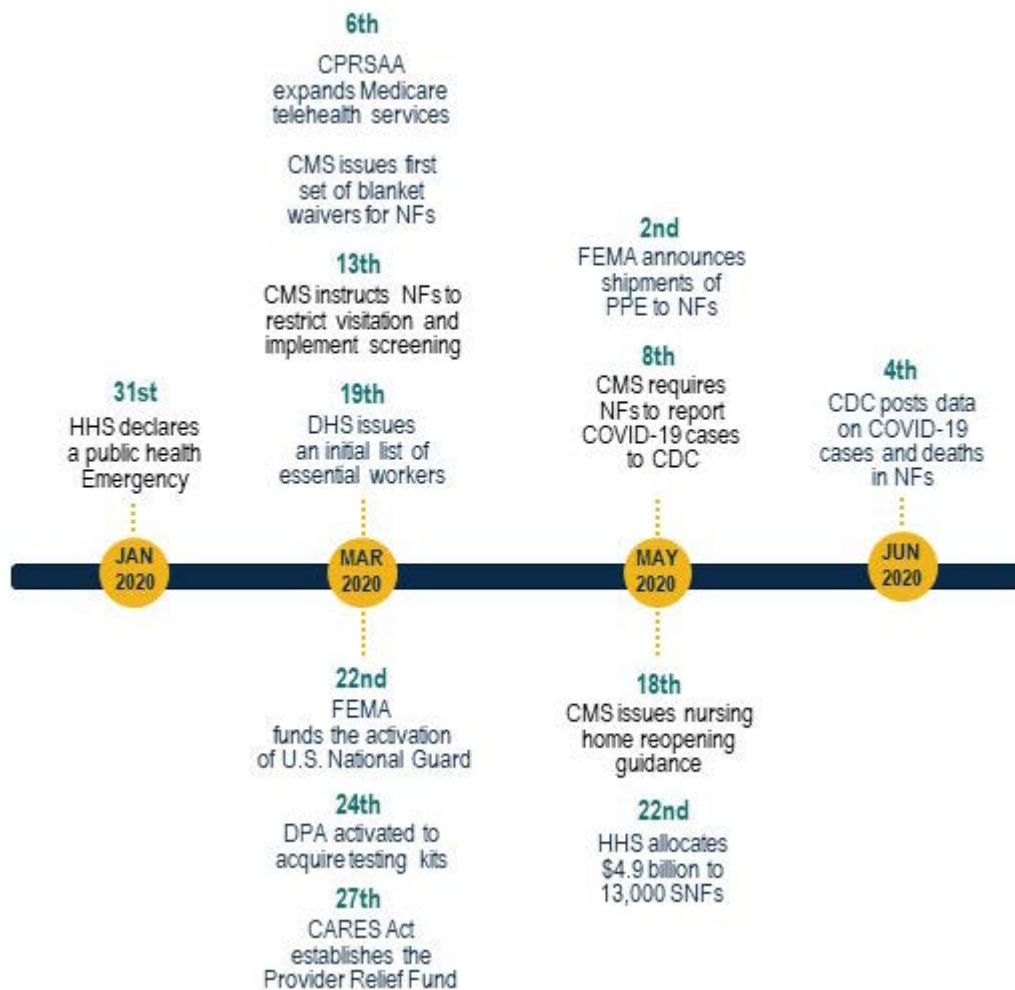 31st
HHS declares
a public health
Emergency
JAN
2020
6th
CPRSAA
expands Medicare
telehealth services
CMS issues first
set of blanket
waivers for NFs
13th
CMS instructs NFs to
restrict visitation and
implement screening
19th
DHS issues
an initial list of
essential workers
MAR
2020
22nd
FEMA
funds the activation
of U.S. National Guard
24th
DPA activated to
acquire testing kits
27th
CARES Act
establishes the
Provider Relief Fund
2nd
FEMA announces
shipments of
PPE to NFs
8th
CMS requires
NFs to report
COVID-19 cases
to CDC
MAY
2020
18th
CMS issues nursing
home reopening
guidance
22nd
HHS allocates
$4.9 billion to
13,000 SNFs
4th
CDC posts data
on COVID-19
cases and deaths
in NFs
JUN
2020